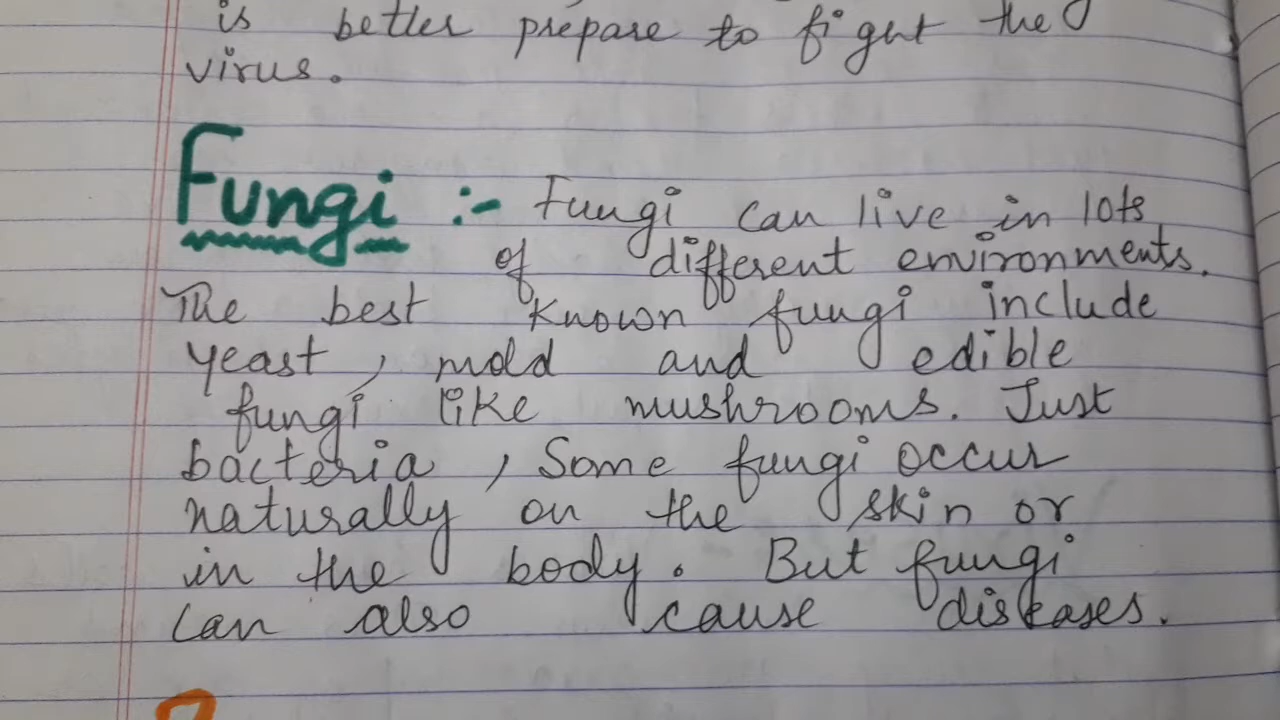 is better prepare to fight the
virus.
Fungi :- Fungi can live in lots
of different environments.
The best known fungi include
yeast, mold and edible
fungi like mushrooms. Just
bacteria, Some fungi occur
naturally on the skin or
in the body. But fungi
can also cause diseases.